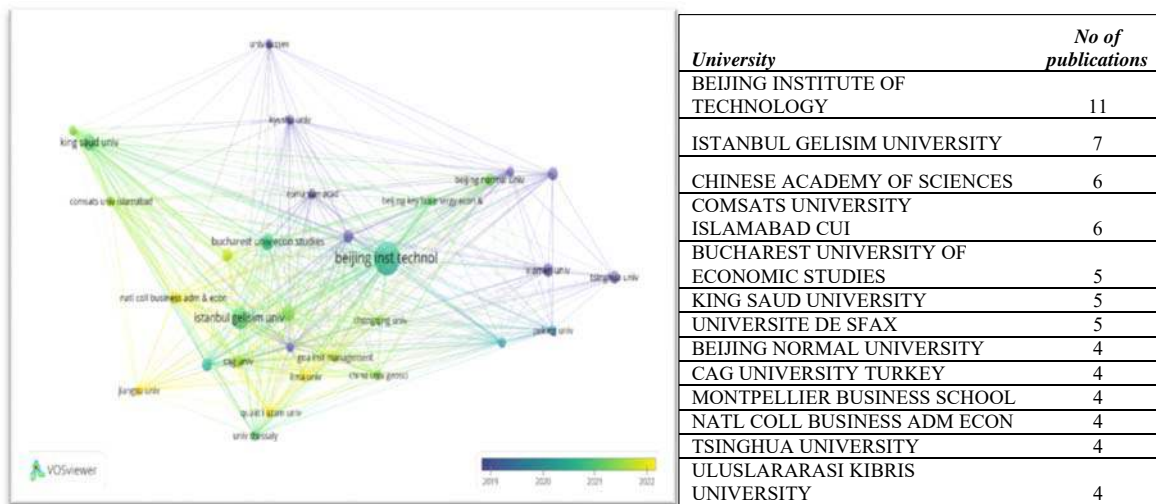 king saud univ
beijing normal univ
bucharest univ econ studies
beijing inst technol
natl coll business adm & econ
istanbul gelisim univ
chongqing univ
cag univ
jiangsu univ
univ thessaly
VOSviewer
2019 2020 2021 2022
University No of publications
BEIJING INSTITUTE OF
TECHNOLOGY 11
ISTANBUL GELISIM UNIVERSITY 7
CHINESE ACADEMY OF SCIENCES 6
COMSATS UNIVERSITY
ISLAMABAD CUI 6
BUCHAREST UNIVERSITY OF
ECONOMIC STUDIES 5
KING SAUD UNIVERSITY 5
UNIVERSITE DE SFAX 5
BEIJING NORMAL UNIVERSITY 4
CAG UNIVERSITY TURKEY 4
MONTPELLIER BUSINESS SCHOOL 4
NATL COLL BUSINESS ADM ECON 4
TSINGHUA UNIVERSITY 4
ULUSLARARASI KIBRIS
UNIVERSITY 4